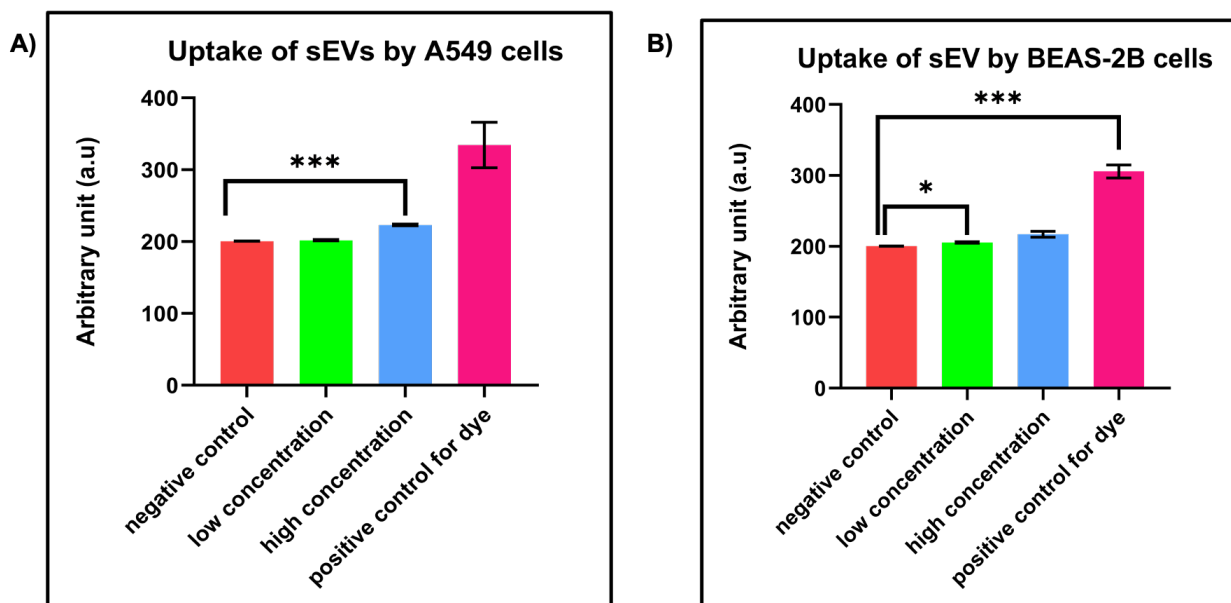 A)
Uptake of sEVs by A549 cells
Arbitrary unit (a.u)
400
300
200
100
0
***
negative control
low concentration
high concentration
positive control for dye
B)
Uptake of sEV by BEAS-2B cells
Arbitrary unit (a.u)
400
300
200
100
0
***
*
negative control
low concentration
high concentration
positive control for dye